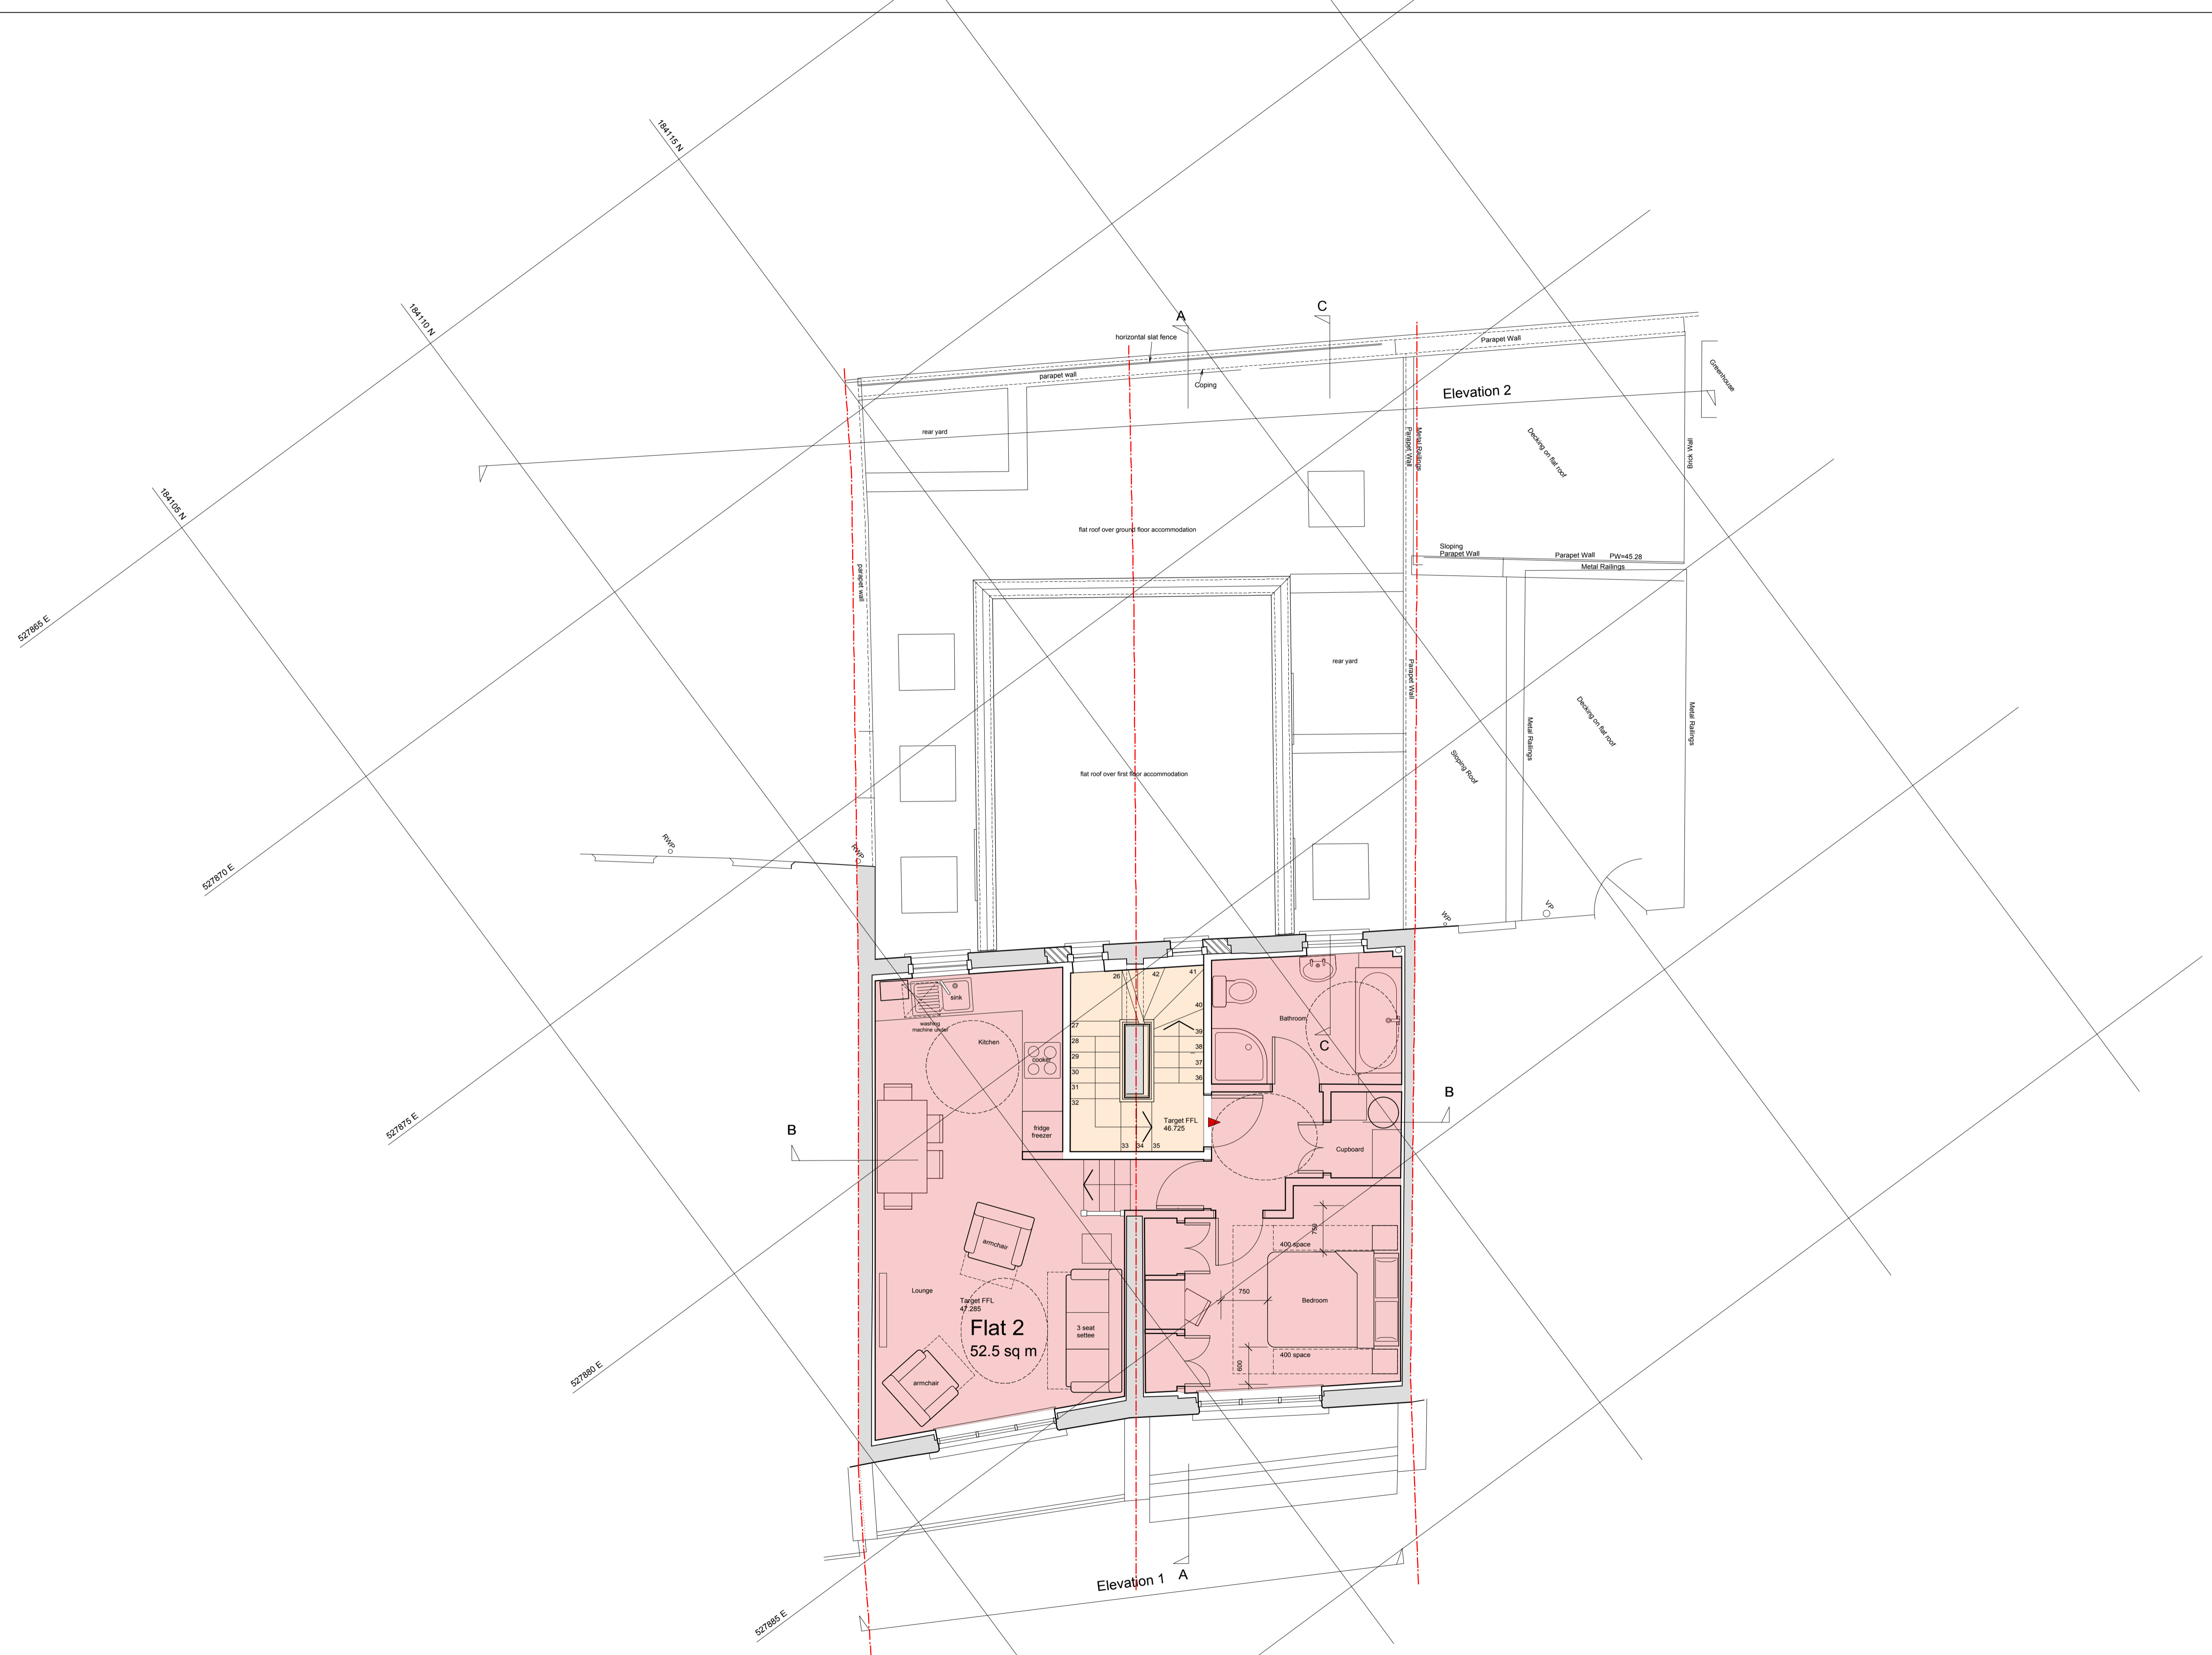 184115 N
184110 N
184105 N
527865 E
527870 E
527875 E
527880 E
527885 E
A
C
horizontal slat fence
parapet wall
Coping
Parapet Wall
Greenhouse
Elevation 2
rear yard
Metal Railings
Parapet Wall
Decking on flat roof
Brick Wall
flat roof over ground floor accommodation
Sloping
Parapet Wall
Parapet Wall
PW=45.28
Metal Railings
parapet wall
rear yard
Parapet Wall
Metal Railings
Decking on flat roof
Metal Railings
Sloping Roof
flat roof over first floor accommodation
RWP
RWP
WP
VP
sink
washing
machine under
Kitchen
cooker
fridge
freezer
26
42
41
40
39
38
37
36
27
28
29
30
31
32
33
34
35
Target FFL
46.725
Bathroom
C
B
B
Cupboard
armchair
Lounge
Target FFL
47.285
Flat 2
52.5 sq m
3 seat
settee
armchair
750
400 space
750
Bedroom
400 space
600
Elevation 1
A